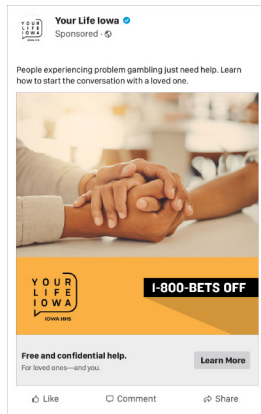 YOUR
LIFE
IOWA
IOWA HHS
Your Life Iowa
Sponsored ·
People experiencing problem gambling just need help. Learn
how to start the conversation with a loved one.
YOUR
LIFE
IOWA
IOWA HHS
1-800-BETS OFF
Free and confidential help.
For loved ones—and you.
Learn More
Like
Comment
Share